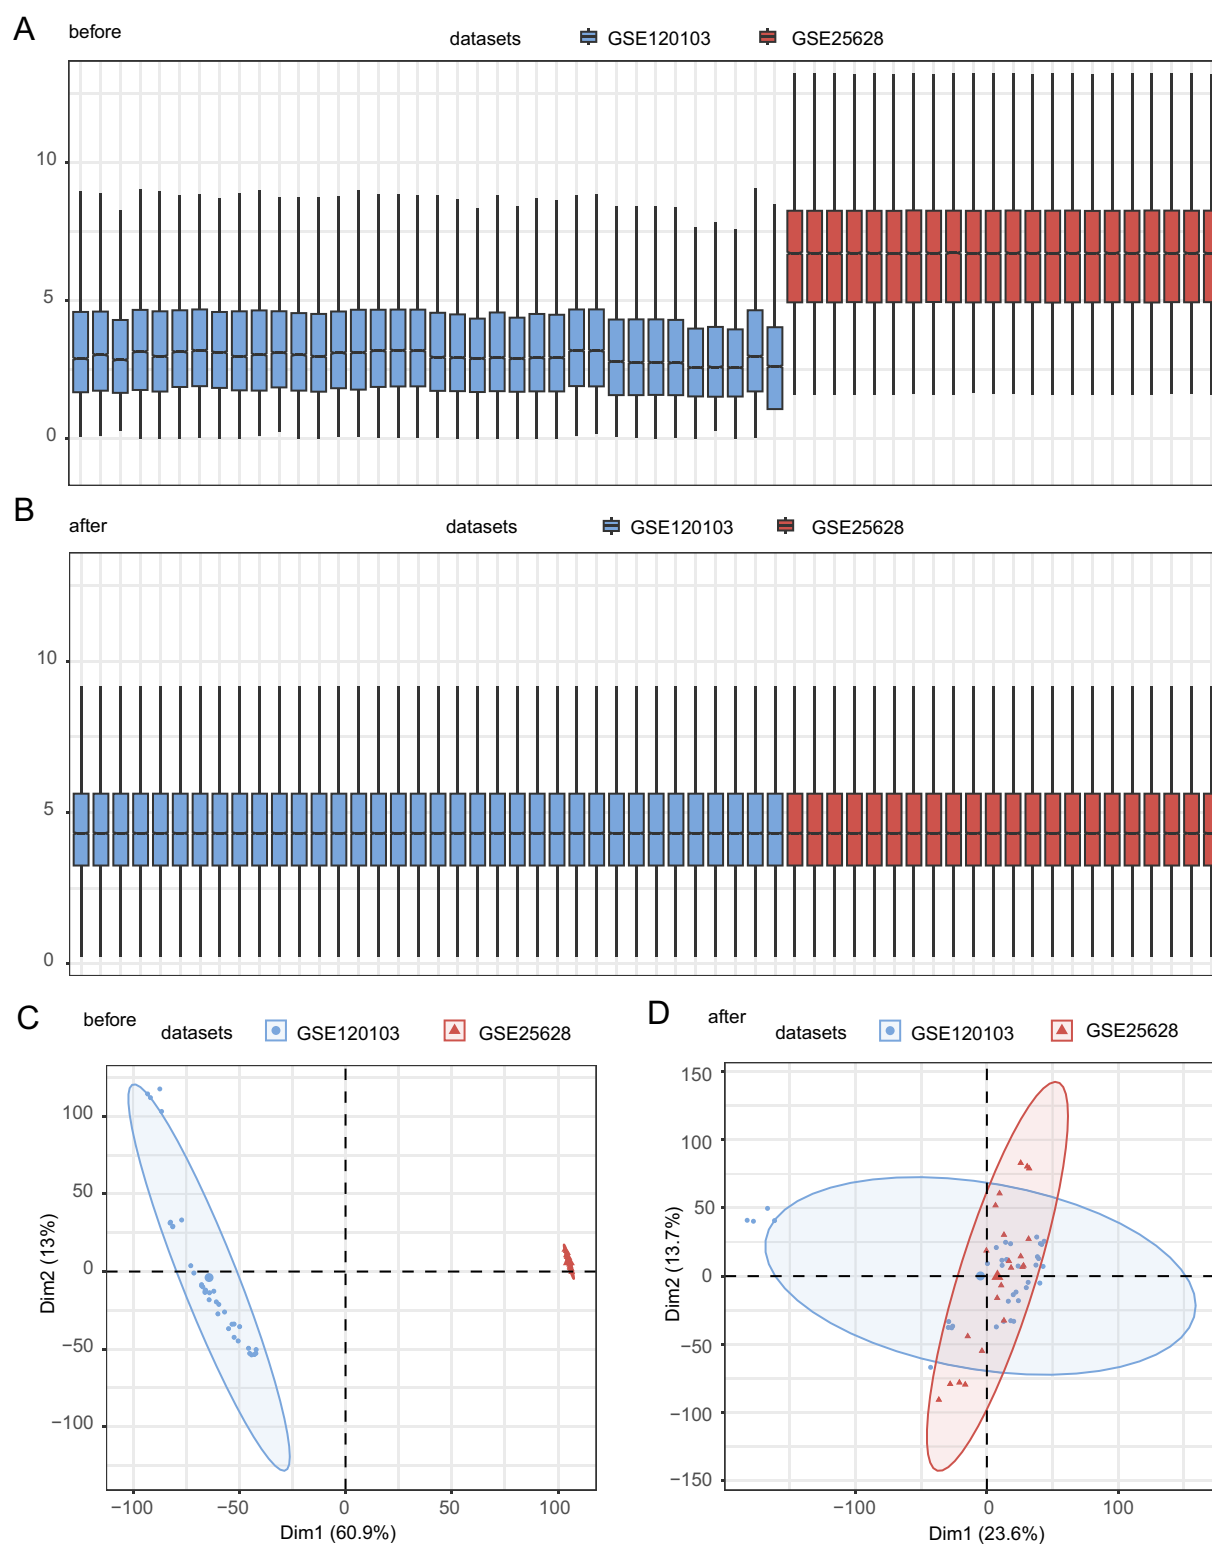 A
before
datasets GSE120103 GSE25628
10
5
0
B
after
datasets GSE120103 GSE25628
10
5
0
C
before
datasets GSE120103 GSE25628
100
50
0
−50
−100
Dim2 (13%)
−100 −50 0 50 100
Dim1 (60.9%)
D
after
datasets GSE120103 GSE25628
150
100
50
0
−50
−100
−150
Dim2 (13.7%)
−100 0 100
Dim1 (23.6%)